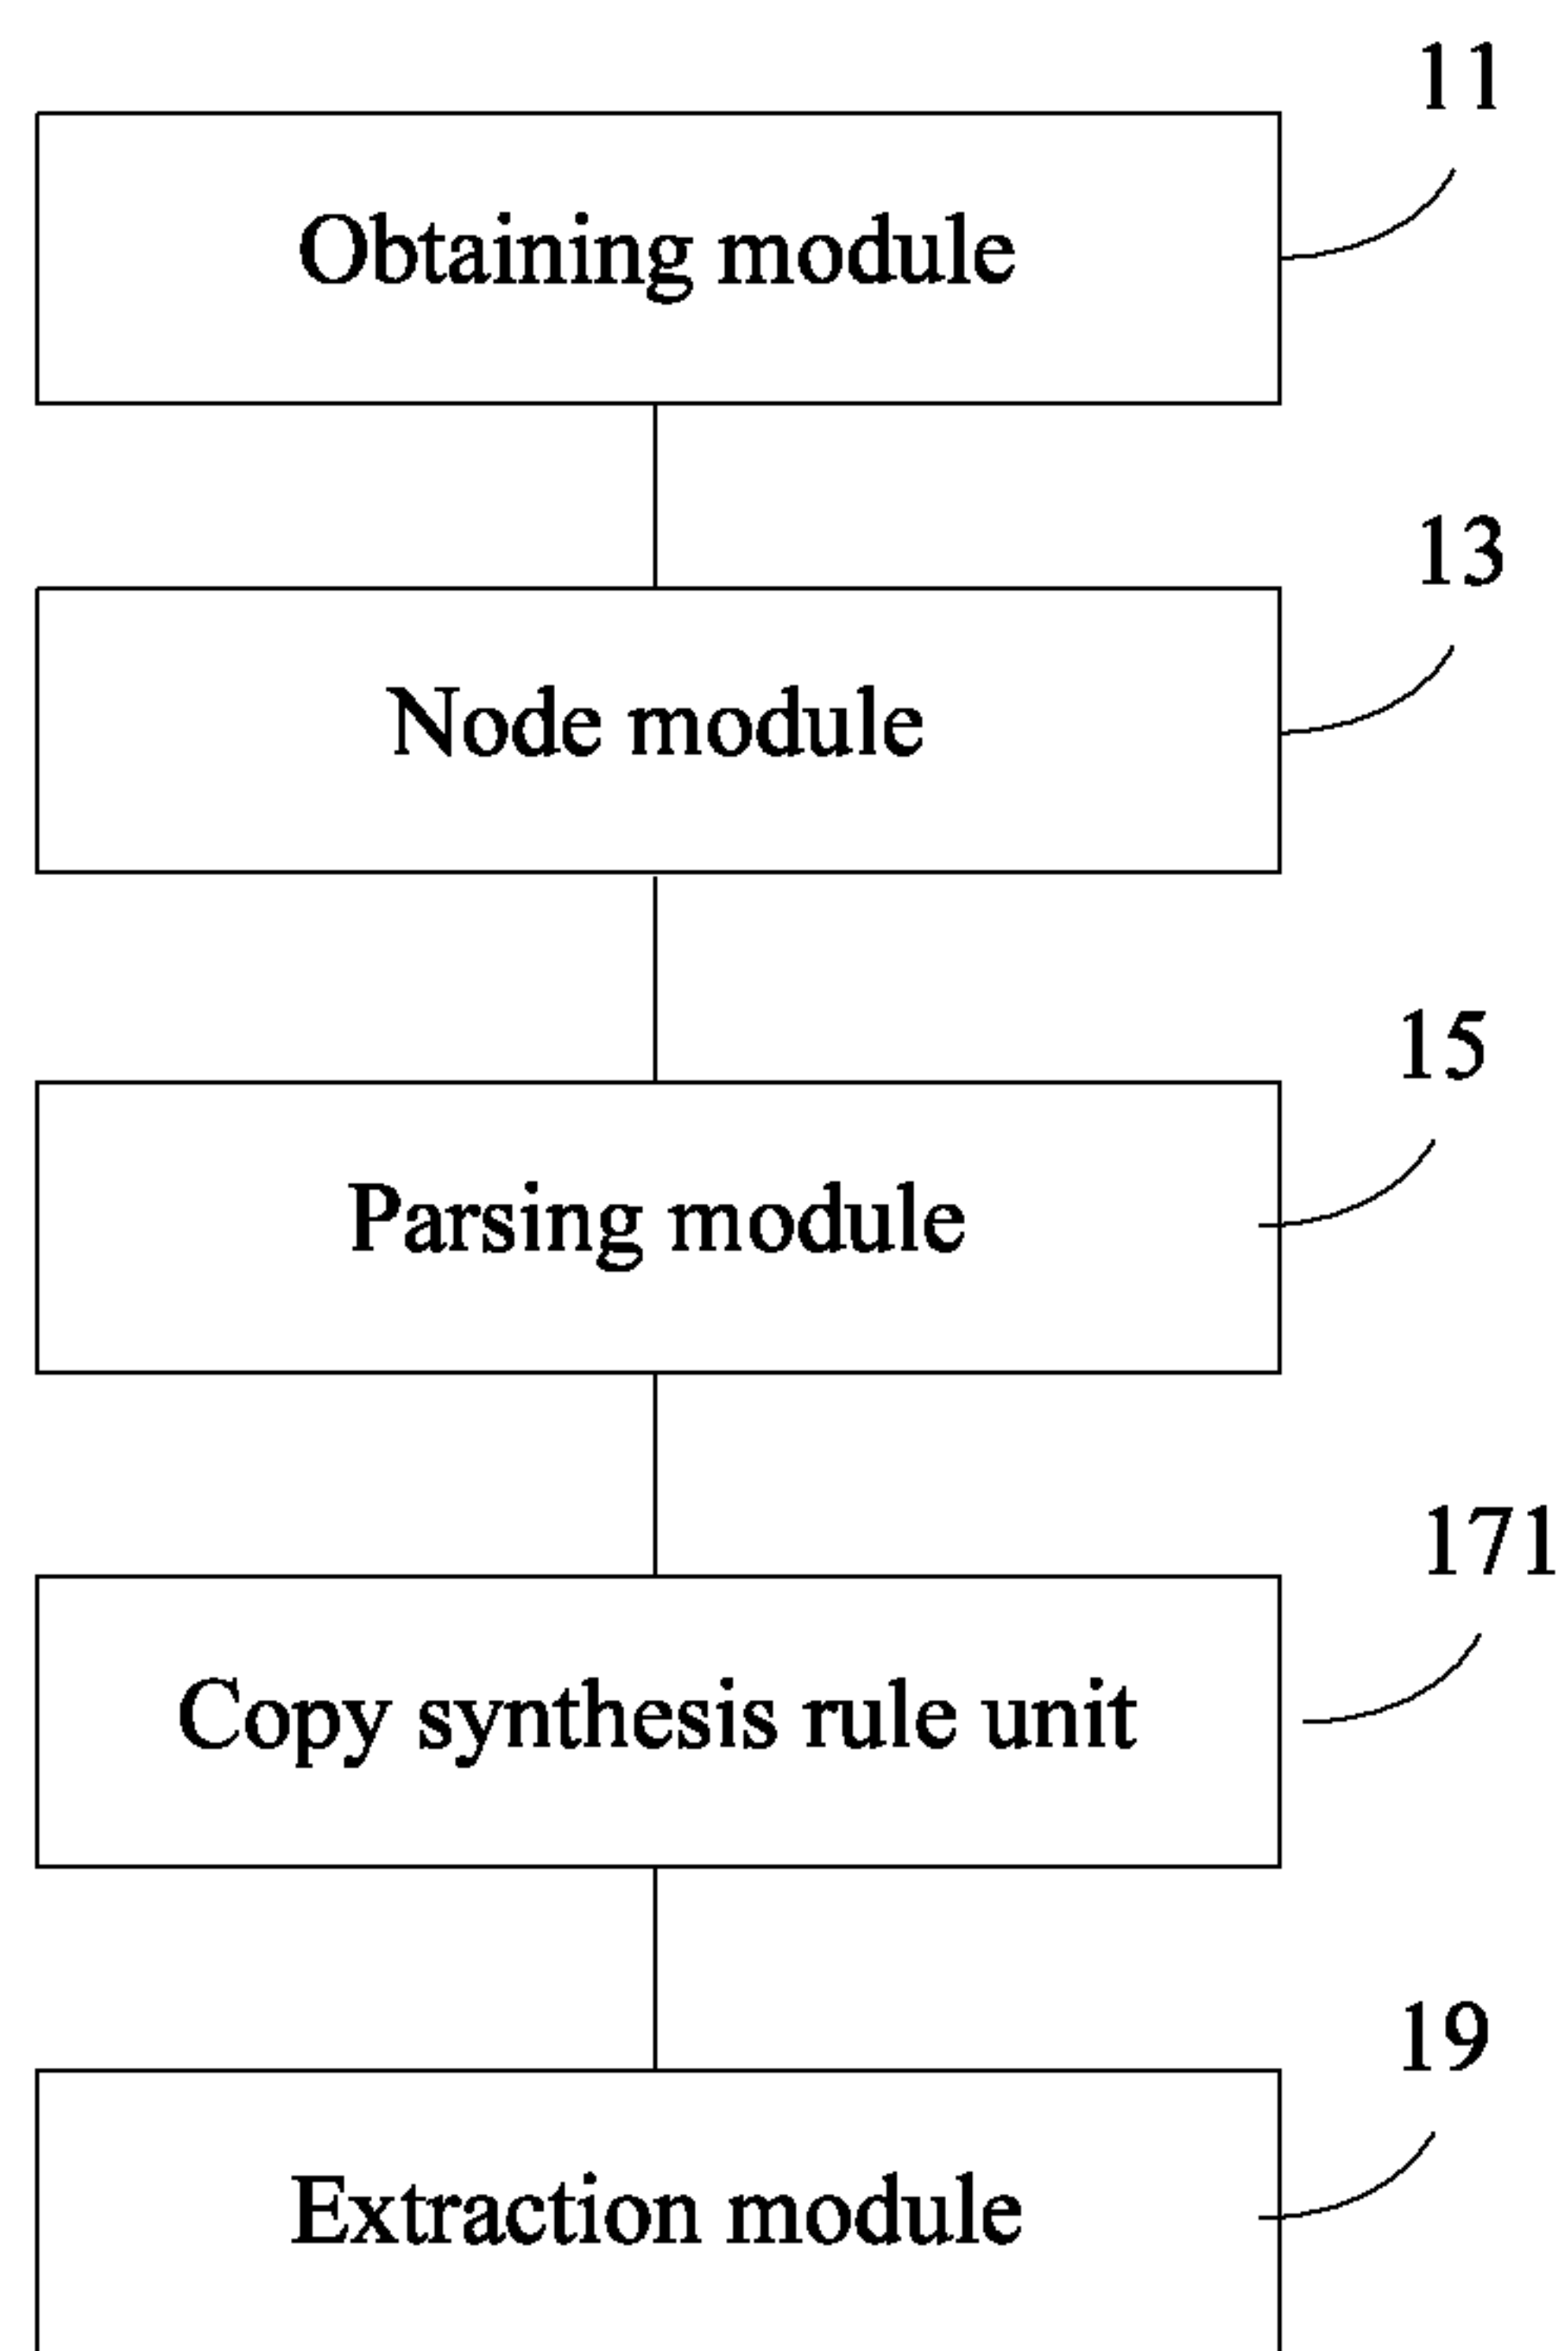 11
Obtaining module
13
Node module
15
Parsing module
171
Copy synthesis rule unit
19
Extraction module